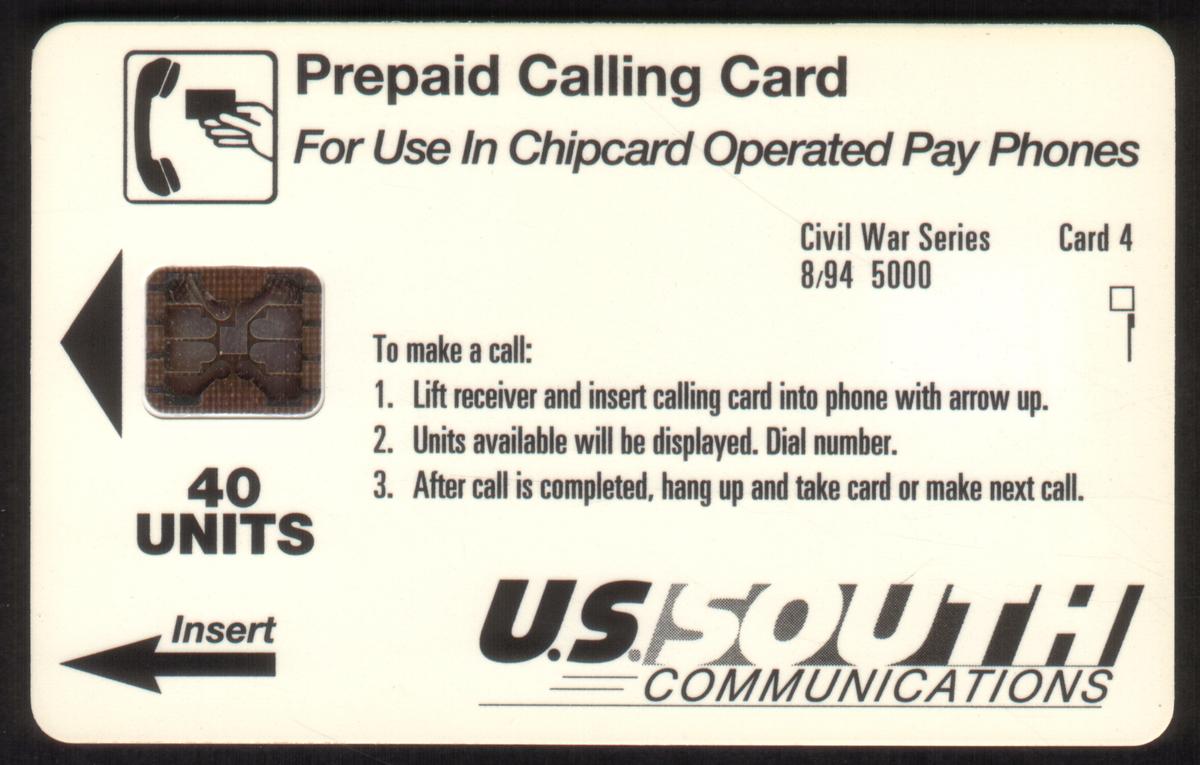 Prepaid Calling Card
For Use In Chipcard Operated Pay Phones
Civil War Series Card 4
8/94 5000
To make a call:
1. Lift receiver and insert calling card into phone with arrow up.
2. Units available will be displayed. Dial number.
3. After call is completed, hang up and take card or make next call.
40
UNITS
Insert
U.S. SOUTH
COMMUNICATIONS